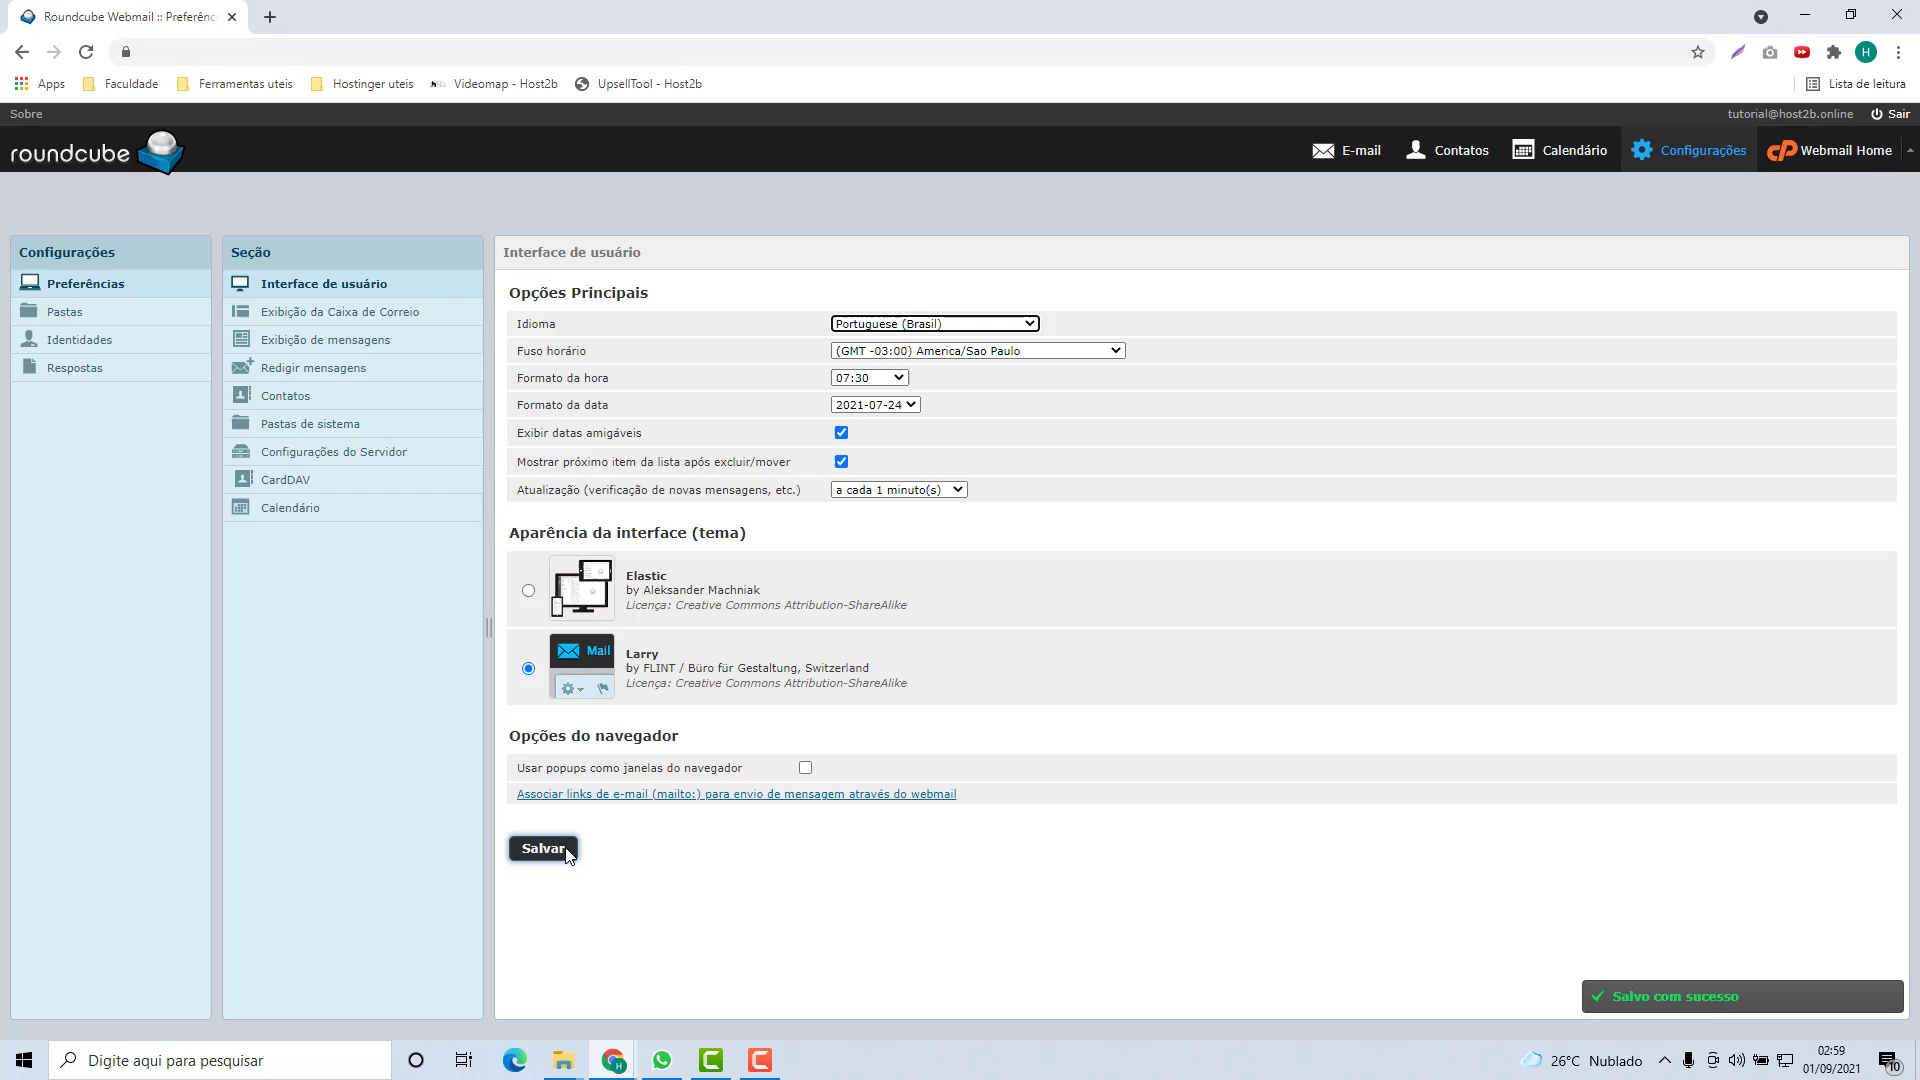 Roundcube Webmail :: Preferênc
H
Apps
Faculdade
Ferramentas uteis
Hostinger uteis
Videomap - Host2b
UpsellTool - Host2b
Lista de leitura
Sobre
tutorial@host2b.online
Sair
roundcube
E-mail
Contatos
Calendário
Configurações
cP Webmail Home
Configurações
Preferências
Pastas
Identidades
Respostas
Seção
Interface de usuário
Exibição da Caixa de Correio
Exibição de mensagens
Redigir mensagens
Contatos
Pastas de sistema
Configurações do Servidor
CardDAV
Calendário
Interface de usuário
Opções Principais
Idioma
Portuguese (Brasil)
Fuso horário
(GMT -03:00) America/Sao Paulo
Formato da hora
07:30
Formato da data
2021-07-24
Exibir datas amigáveis
Mostrar próximo item da lista após excluir/mover
Atualização (verificação de novas mensagens, etc.)
a cada 1 minuto(s)
Aparência da interface (tema)
Elastic
by Aleksander Machniak
Licença: Creative Commons Attribution-ShareAlike
Mail
Larry
by FLINT / Büro für Gestaltung, Switzerland
Licença: Creative Commons Attribution-ShareAlike
Opções do navegador
Usar popups como janelas do navegador
Associar links de e-mail (mailto:) para envio de mensagem através do webmail
Salvar
Salvo com sucesso
Digite aqui para pesquisar
26°C Nublado
02:59
01/09/2021
10